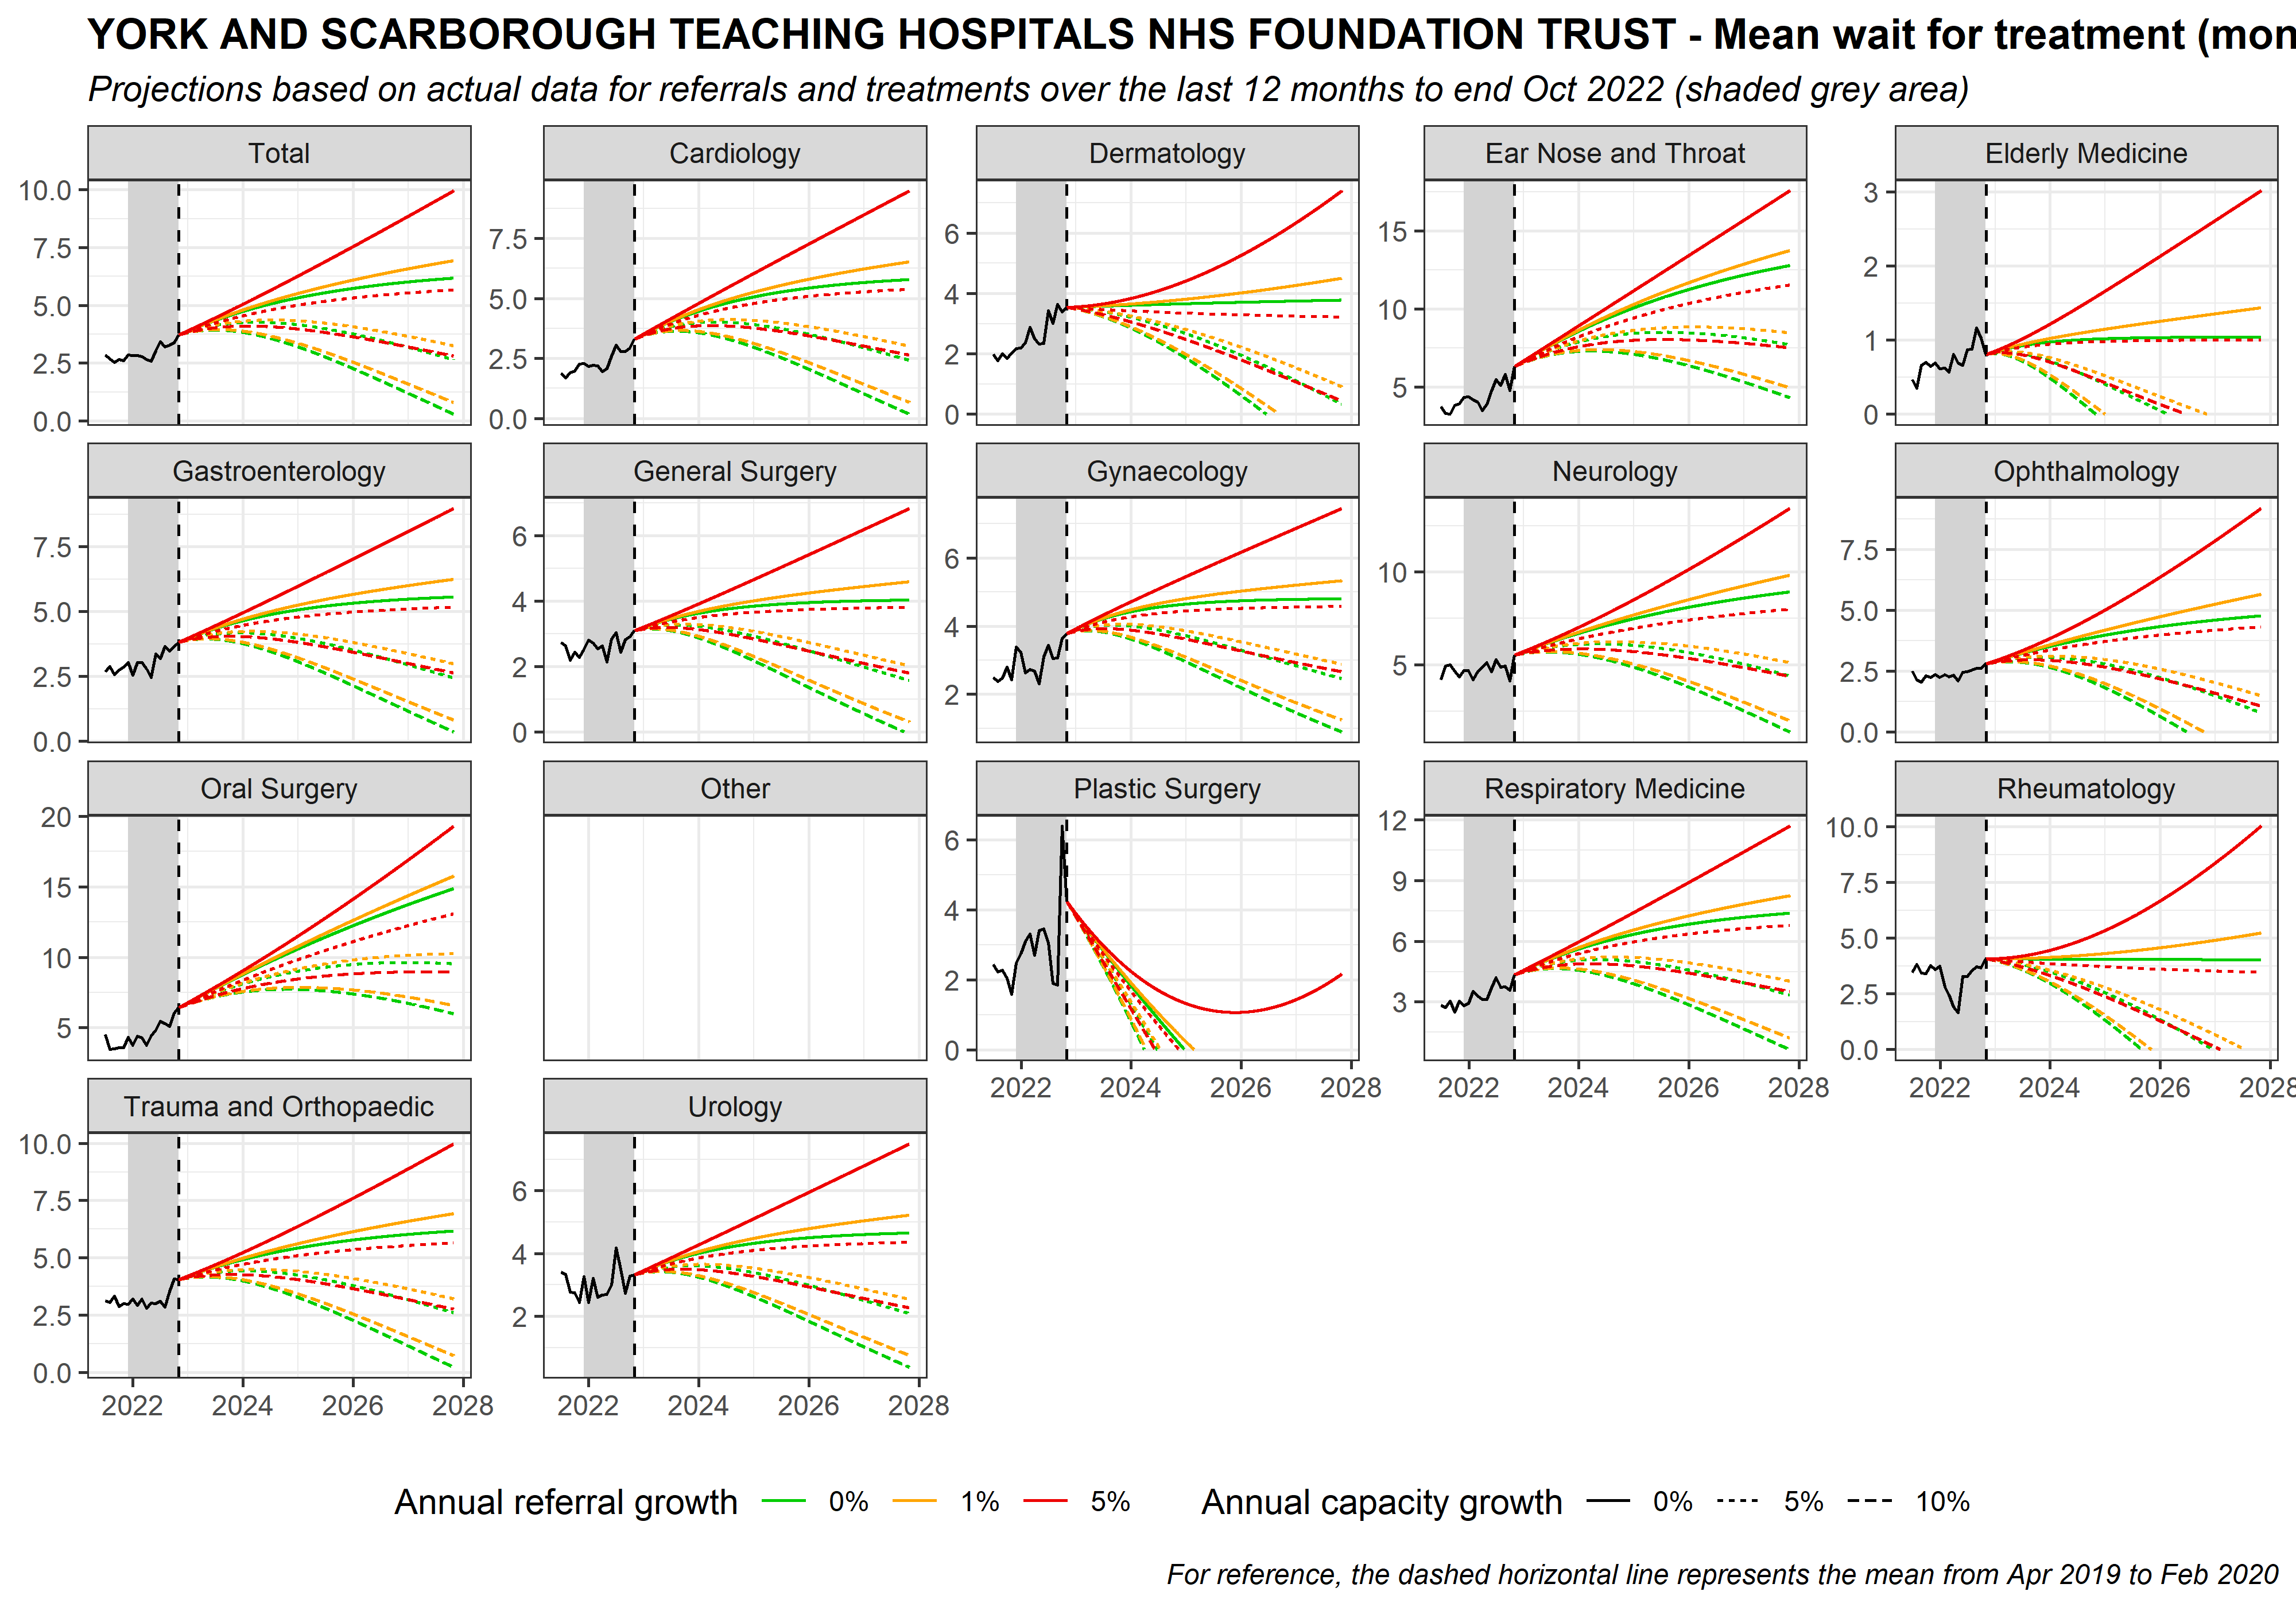 YORK AND SCARBOROUGH TEACHING HOSPITALS NHS FOUNDATION TRUST - Mean wait for treatment (mon
Projections based on actual data for referrals and treatments over the last 12 months to end Oct 2022 (shaded grey area)
Total
Cardiology
Dermatology
Ear Nose and Throat
Elderly Medicine
10.0
7.5
5.0
2.5
0.0
7.5
5.0
2.5
0.0
6
4
2
0
15
10
5
3
2
1
0
Gastroenterology
General Surgery
Gynaecology
Neurology
Ophthalmology
7.5
5.0
2.5
0.0
6
4
2
0
6
4
2
10
5
7.5
5.0
2.5
0.0
Oral Surgery
Other
Plastic Surgery
Respiratory Medicine
Rheumatology
20
15
10
5
6
4
2
0
12
9
6
3
10.0
7.5
5.0
2.5
0.0
2022 2024 2026 2028
2022 2024 2026 2028
2022 2024 2026 2028
Trauma and Orthopaedic
Urology
10.0
7.5
5.0
2.5
0.0
6
4
2
2022 2024 2026 2028
2022 2024 2026 2028
Annual referral growth 0% 1% 5% Annual capacity growth 0% 5% 10%
For reference, the dashed horizontal line represents the mean from Apr 2019 to Feb 2020